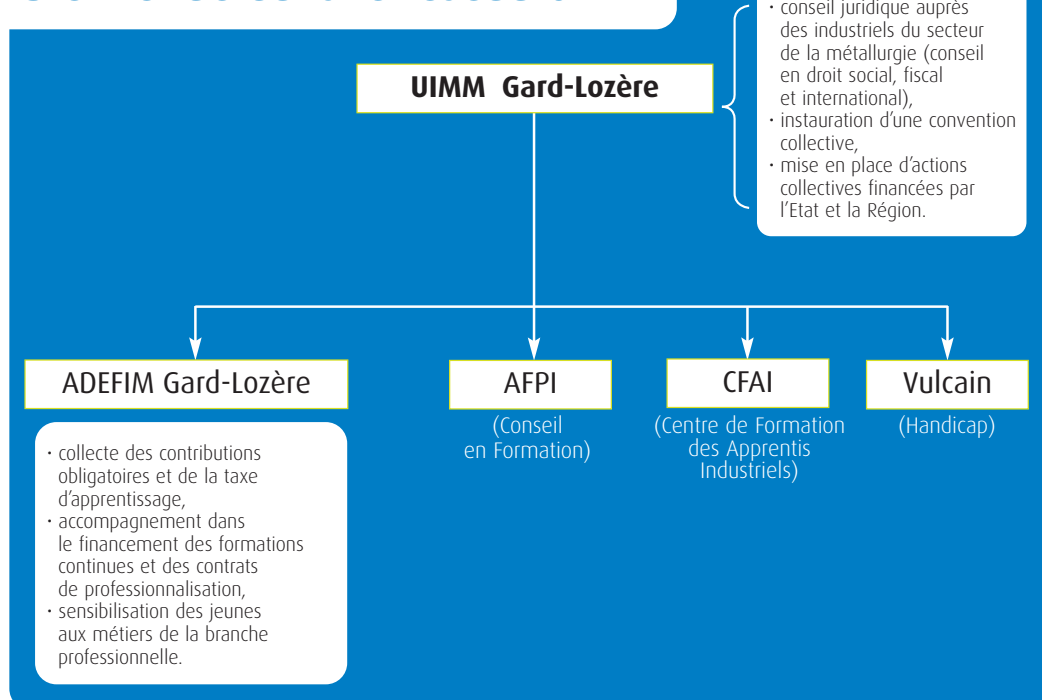 · conseil juridique auprès
des industriels du secteur
de la métallurgie (conseil
en droit social, fiscal
et international),
· instauration d'une convention
collective,
· mise en place d'actions
collectives financées par
l'Etat et la Région.
UIMM Gard-Lozère
ADEFIM Gard-Lozère
· collecte des contributions
obligatoires et de la taxe
d'apprentissage,
· accompagnement dans
le financement des formations
continues et des contrats
de professionnalisation,
· sensibilisation des jeunes
aux métiers de la branche
professionnelle.
AFPI
(Conseil
en Formation)
CFAI
(Centre de Formation
des Apprentis
Industriels)
Vulcain
(Handicap)